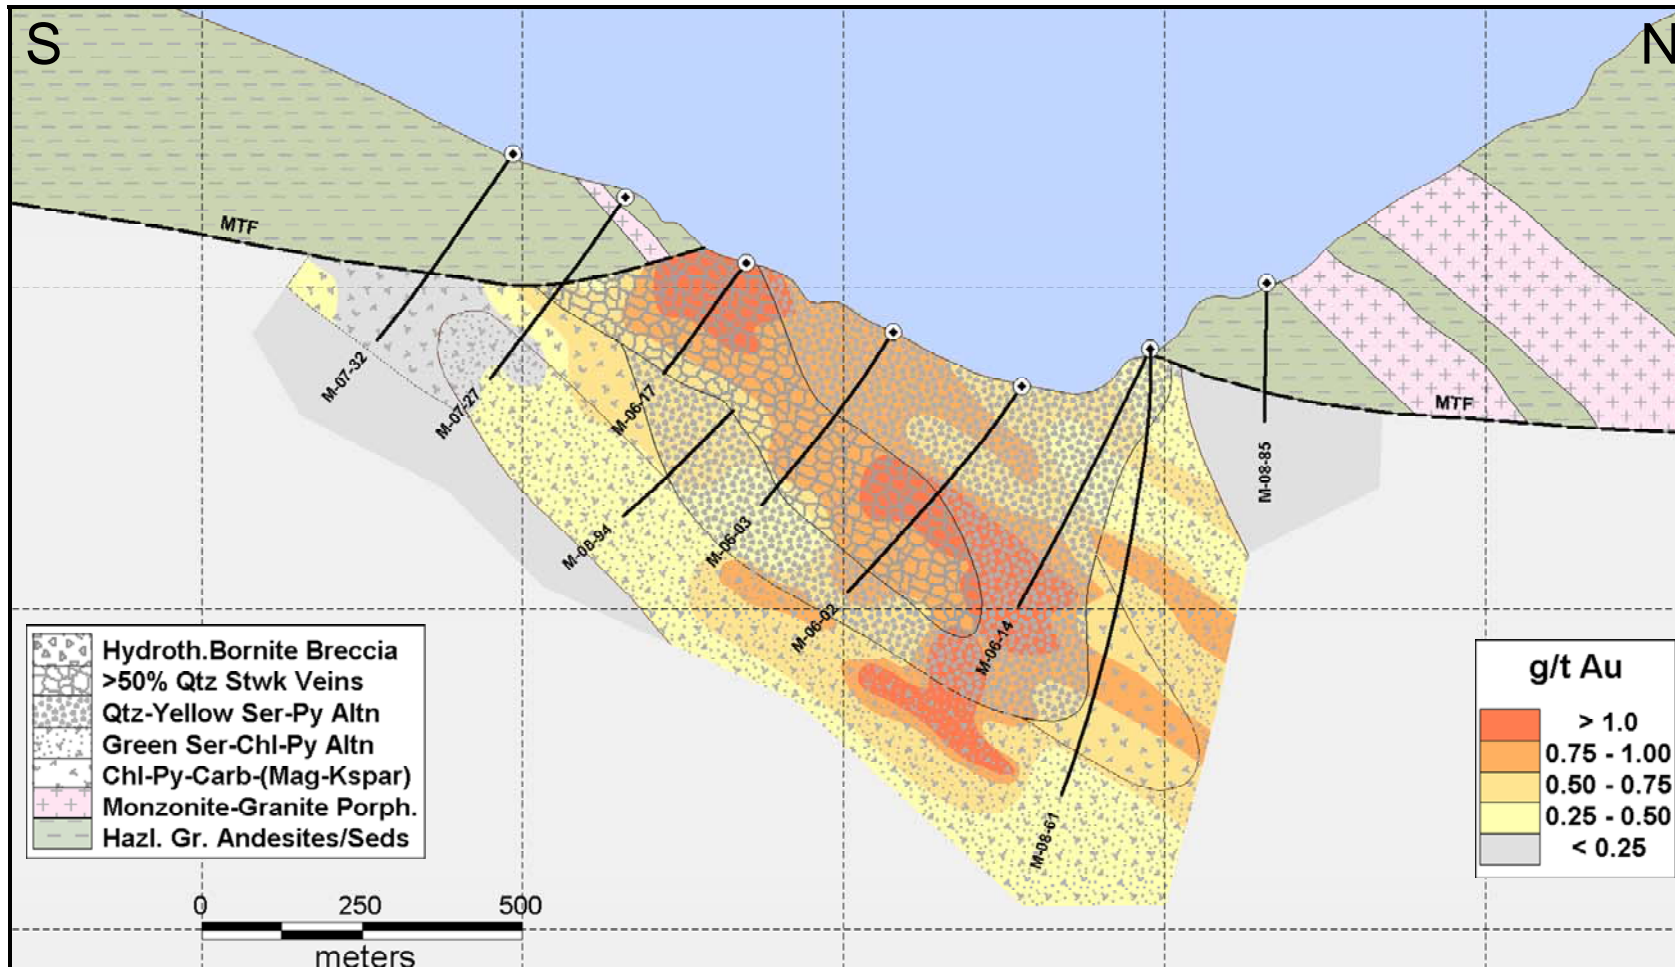 S
N
MTF
M-07-32
M-07-27
M-06-17
M-08-94
M-06-03
M-06-02
M-06-14
M-08-61
M-08-85
MTF
Hydroth.Bornite Breccia
>50% Qtz Stwk Veins
Qtz-Yellow Ser-Py Altn
Green Ser-Chl-Py Altn
Chl-Py-Carb-(Mag-Kspar)
Monzonite-Granite Porph.
Hazl. Gr. Andesites/Seds
0 250 500
meters
g/t Au
> 1.0
0.75 - 1.00
0.50 - 0.75
0.25 - 0.50
< 0.25